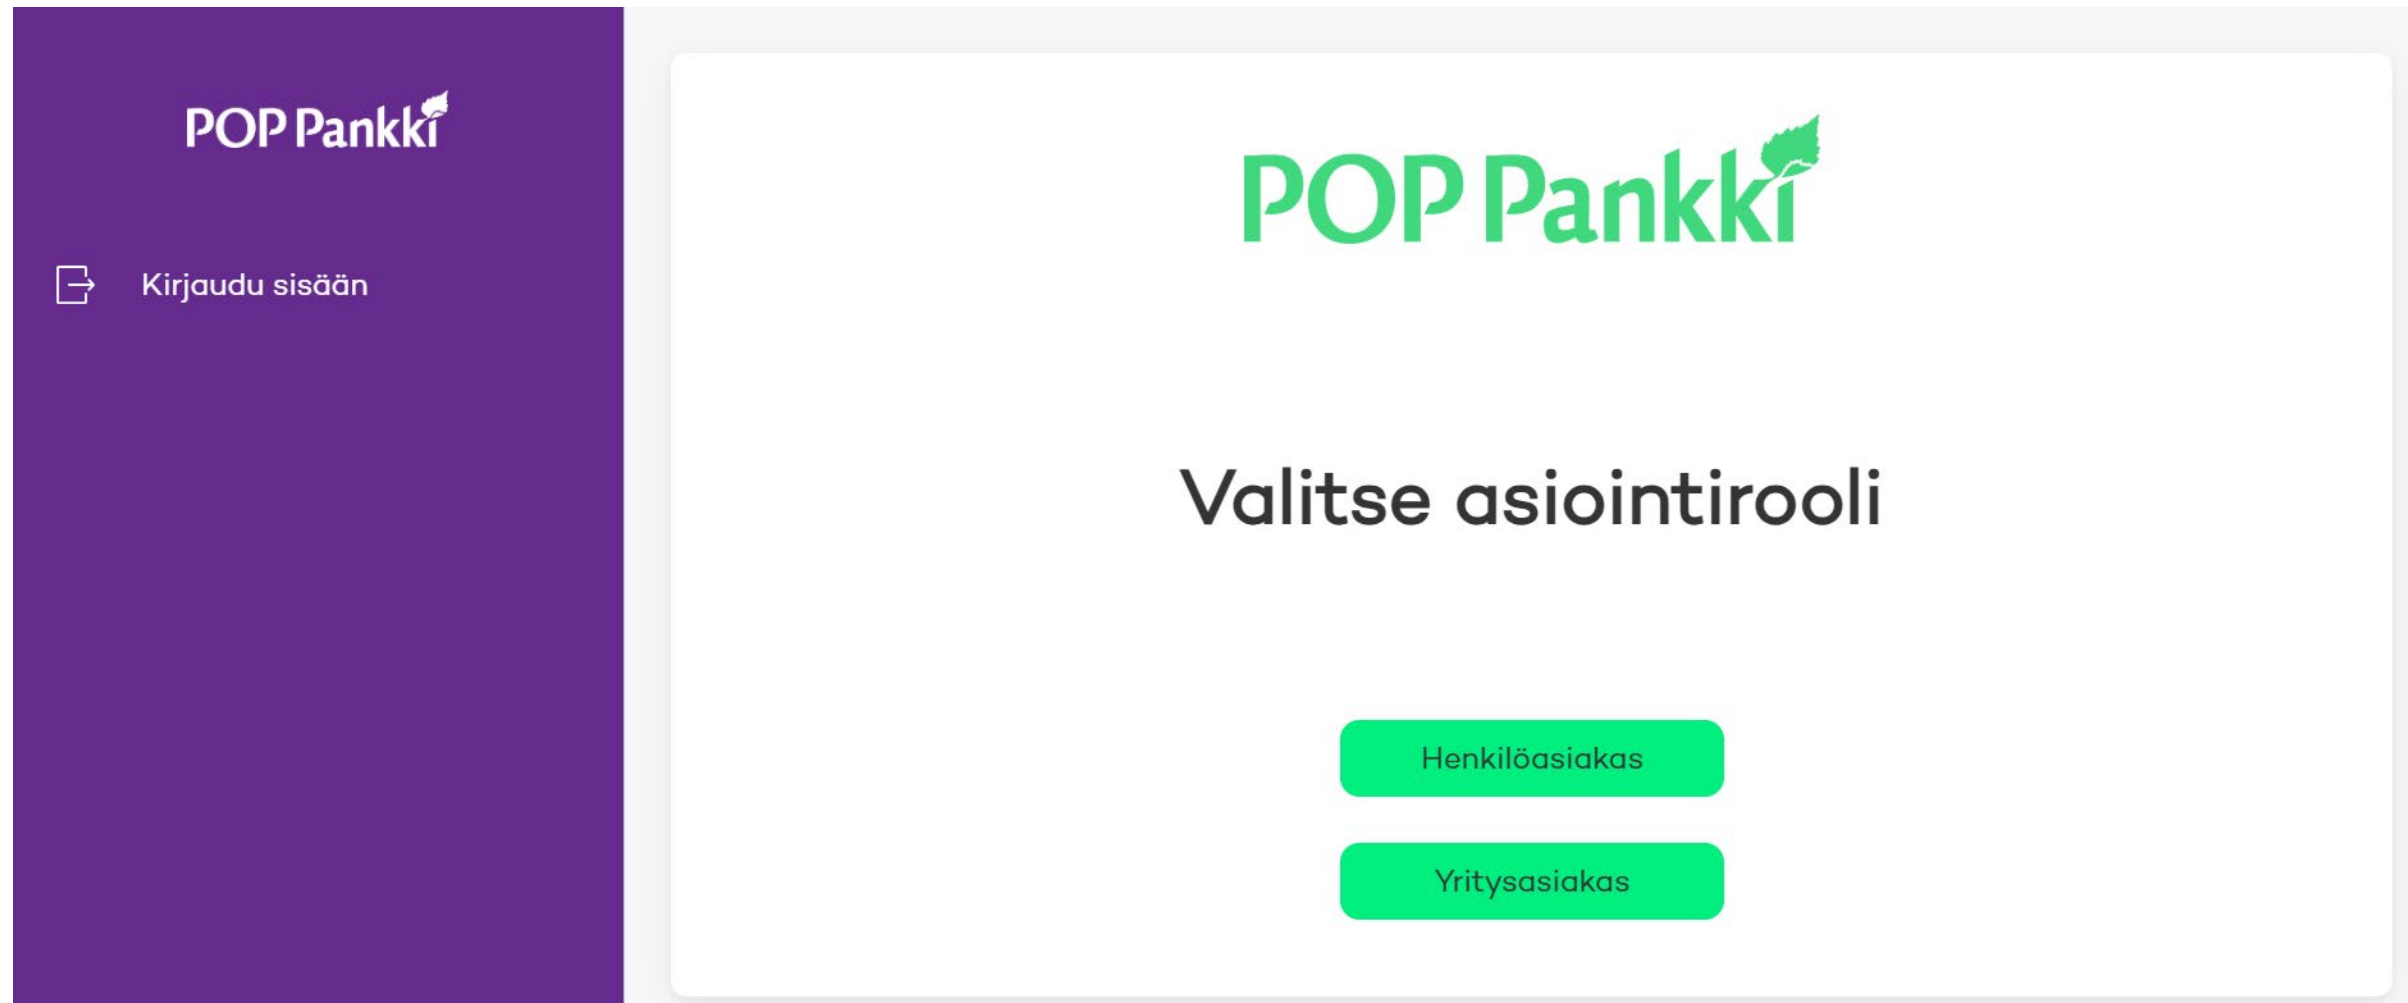 POP Pankki
Kirjaudu sisään
POP Pankki
Valitse asiointirooli
Henkilöasiakas
Yritysasiakas